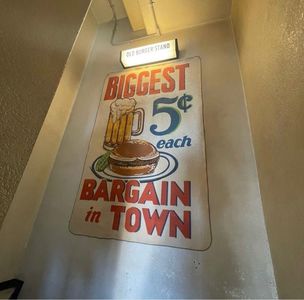 OLD BURGER STAND
BIGGEST
5¢
each
BARGAIN
in TOWN